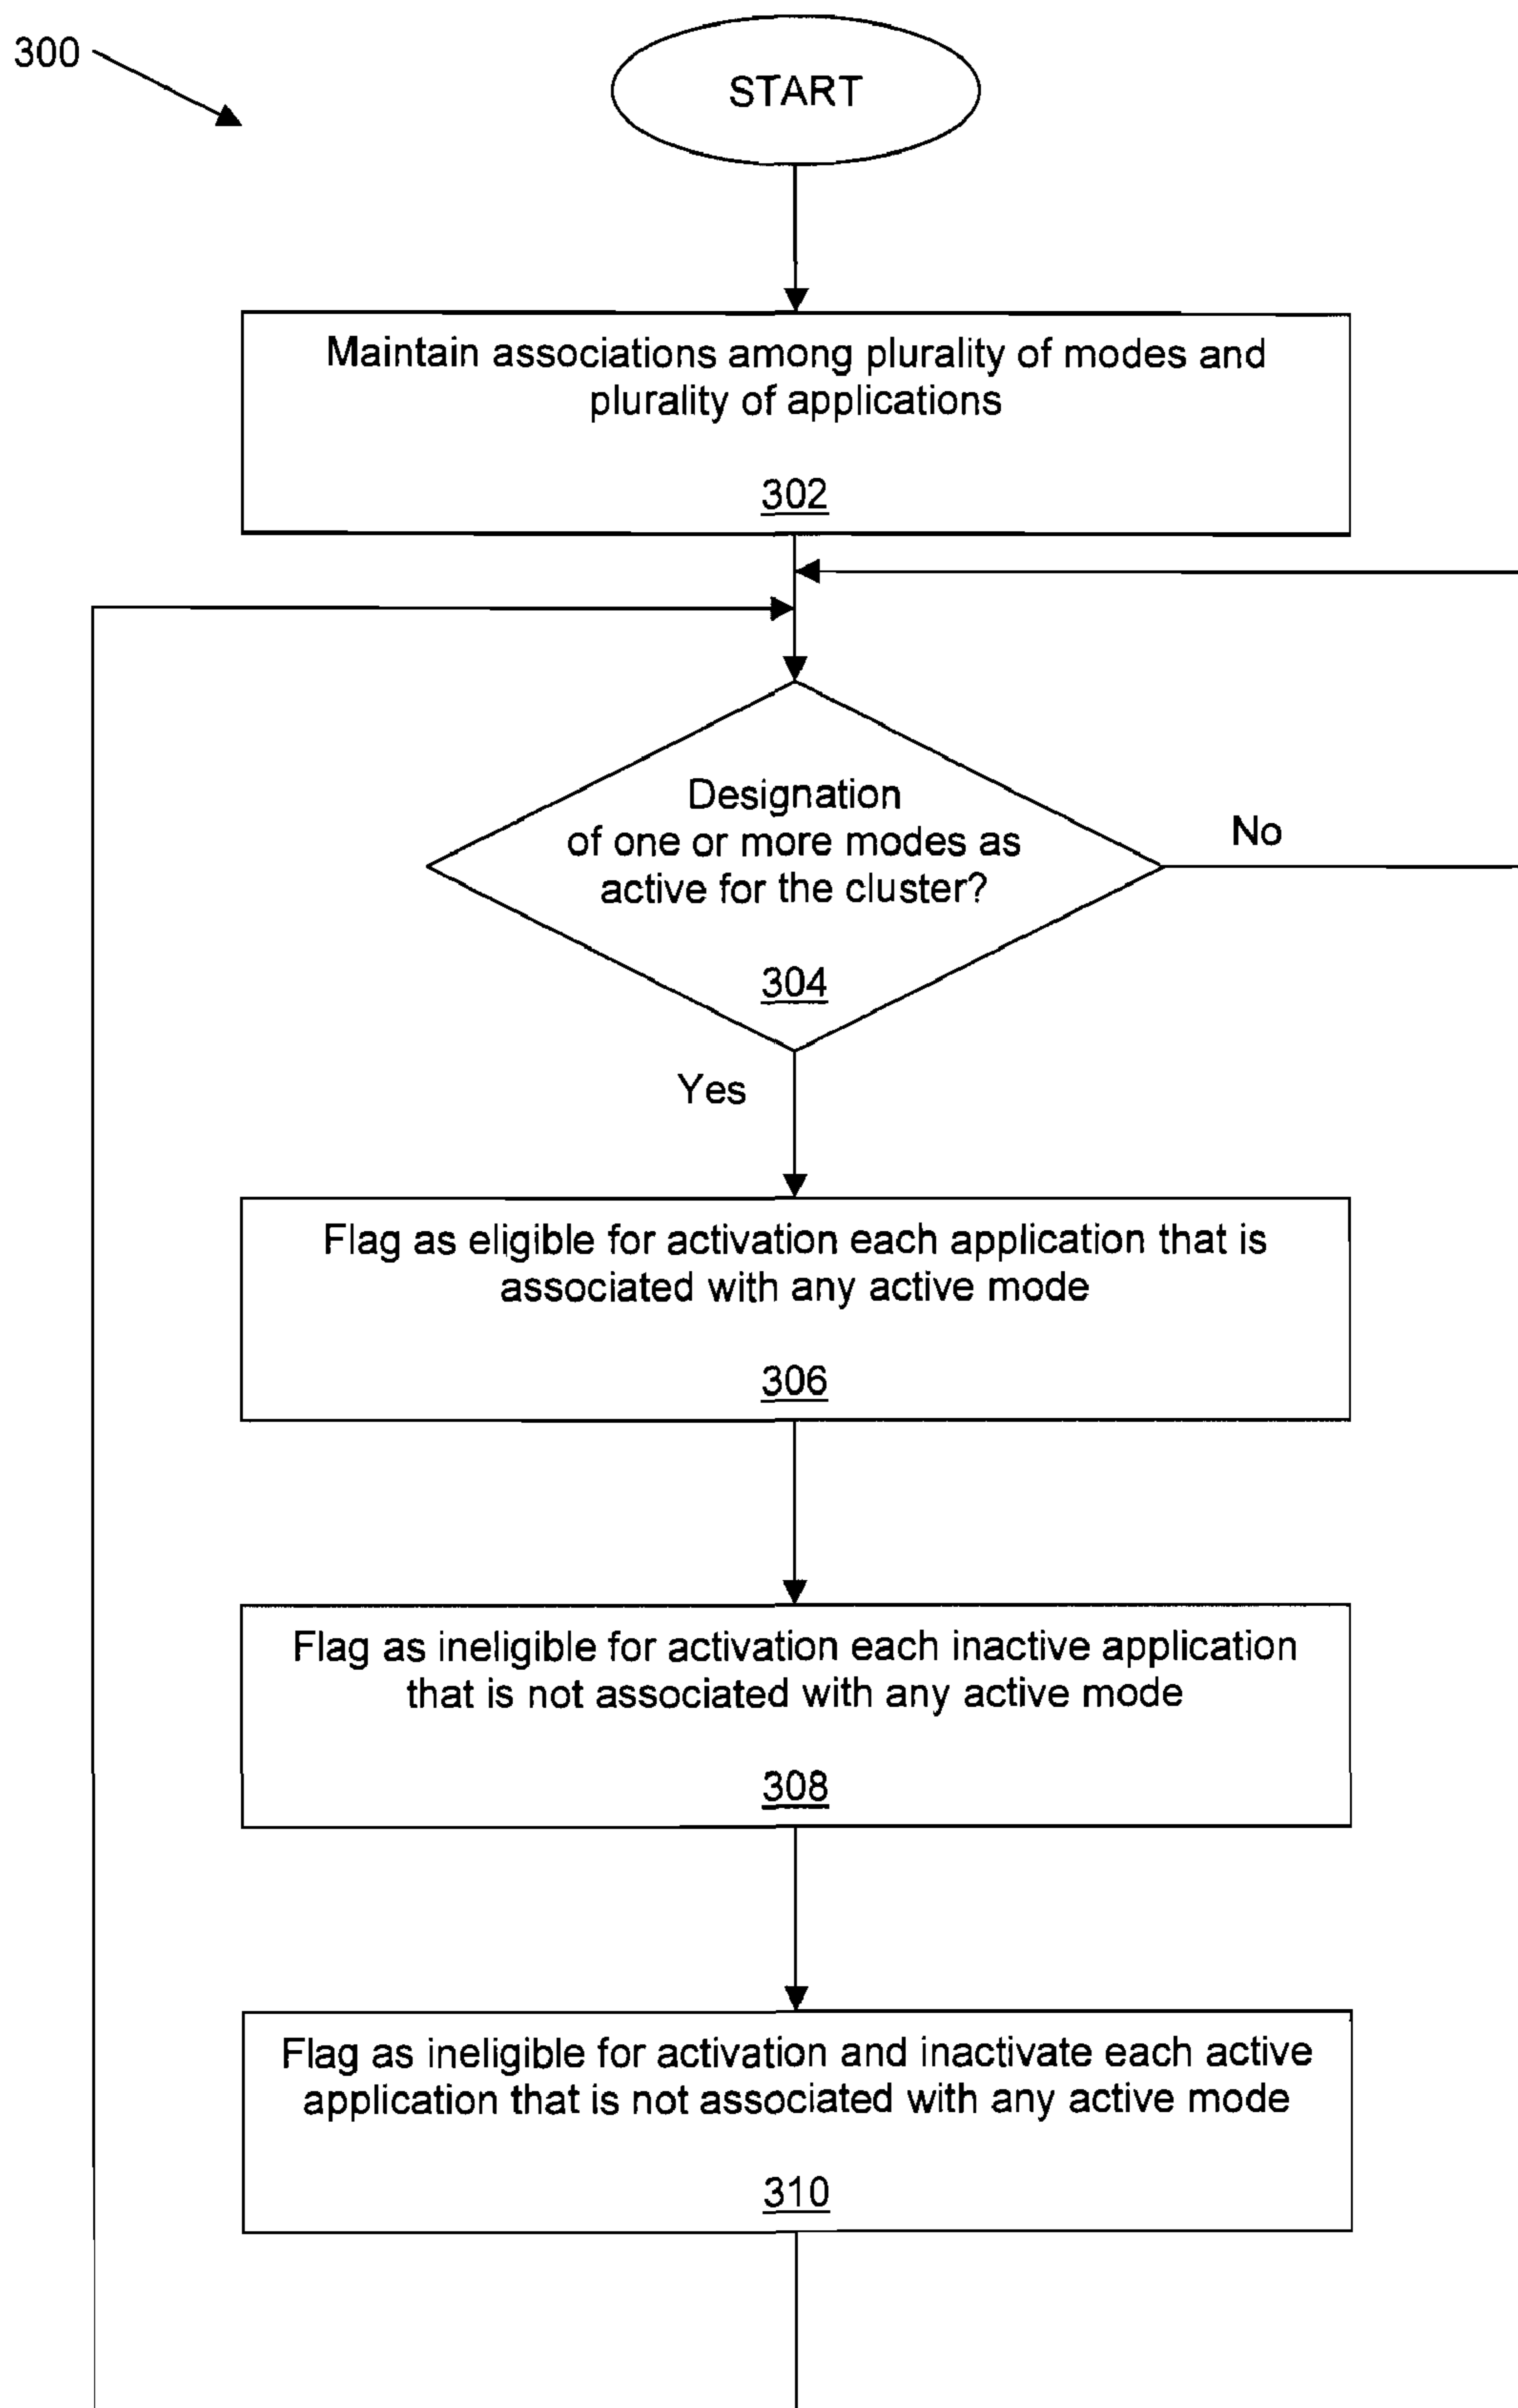 300
START
Maintain associations among plurality of modes and
plurality of applications
302
Designation
of one or more modes as
active for the cluster?
304
No
Yes
Flag as eligible for activation each application that is
associated with any active mode
306
Flag as ineligible for activation each inactive application
that is not associated with any active mode
308
Flag as ineligible for activation and inactivate each active
application that is not associated with any active mode
310